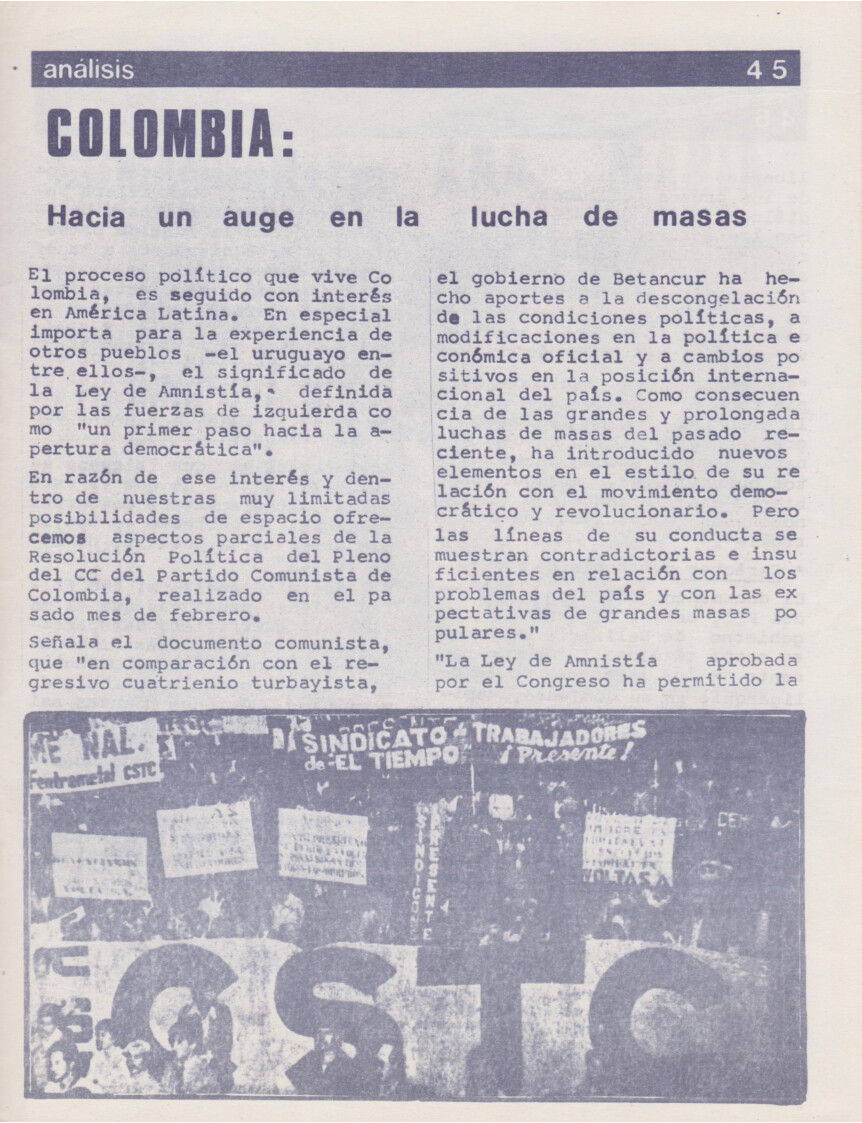 análisis 45
COLOMBIA:
Hacia un auge en la lucha de masas
El proceso político que vive Co
lombia, es seguido con interés
en América Latina. En especial
importa para la experiencia de
otros pueblos -el uruguayo en-
tre ellos-, el significado de
la Ley de Amnistía, definida
por las fuerzas de izquierda co
mo "un primer paso hacia la a-
pertura democrática".
En razón de ese interés y den-
tro de nuestras muy limitadas
posibilidades de espacio ofre-
cemos aspectos parciales de la
Resolución Política del Pleno
del CC del Partido Comunista de
Colombia, realizado en el pa
sado mes de febrero.
Señala el documento comunista,
que "en comparación con el re-
gresivo cuatrienio turbayista,
el gobierno de Betancur ha he-
cho aportes a la descongelación
de las condiciones políticas, a
modificaciones en la política e
conómica oficial y a cambios po
sitivos en la posición interna-
cional del país. Como consecuen
cia de las grandes y prolongada
luchas de masas del pasado re-
ciente, ha introducido nuevos
elementos en el estilo de su re
lación con el movimiento demo-
crático y revolucionario. Pero
las líneas de su conducta se
muestran contradictorias e insu
ficientes en relación con los
problemas del país y con las ex
pectativas de grandes masas po
pulares."
"La Ley de Amnistía aprobada
por el Congreso ha permitido la
NAL.
Fentrametal CSTC
SINDICATO de TRABAJADORES
de "EL TIEMPO" ¡Presente!
PRESENTE
VOLTASA
CSTC